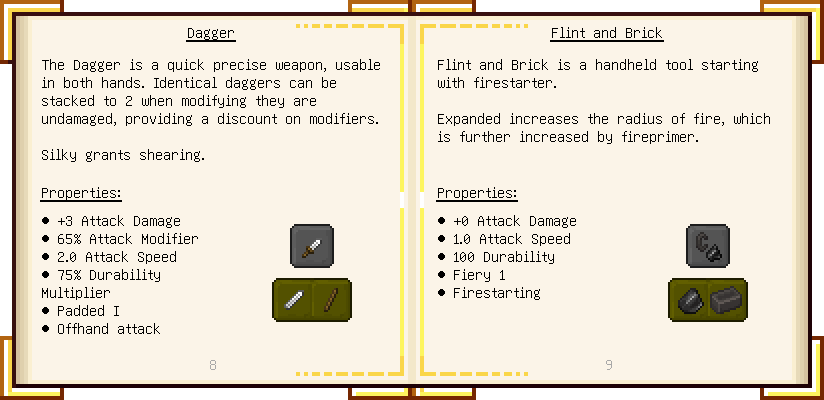 Dagger
The Dagger is a quick precise weapon, usable
in both hands. Identical daggers can be
stacked to 2 when modifying they are
undamaged, providing a discount on modifiers.
Silky grants shearing.
Properties:
● +3 Attack Damage
● 65% Attack Modifier
● 2.0 Attack Speed
● 75% Durability
Multiplier
● Padded I
● Offhand attack
8
Flint and Brick
Flint and Brick is a handheld tool starting
with firestarter.
Expanded increases the radius of fire, which
is further increased by fireprimer.
Properties:
● +0 Attack Damage
● 1.0 Attack Speed
● 100 Durability
● Fiery 1
● Firestarting
9